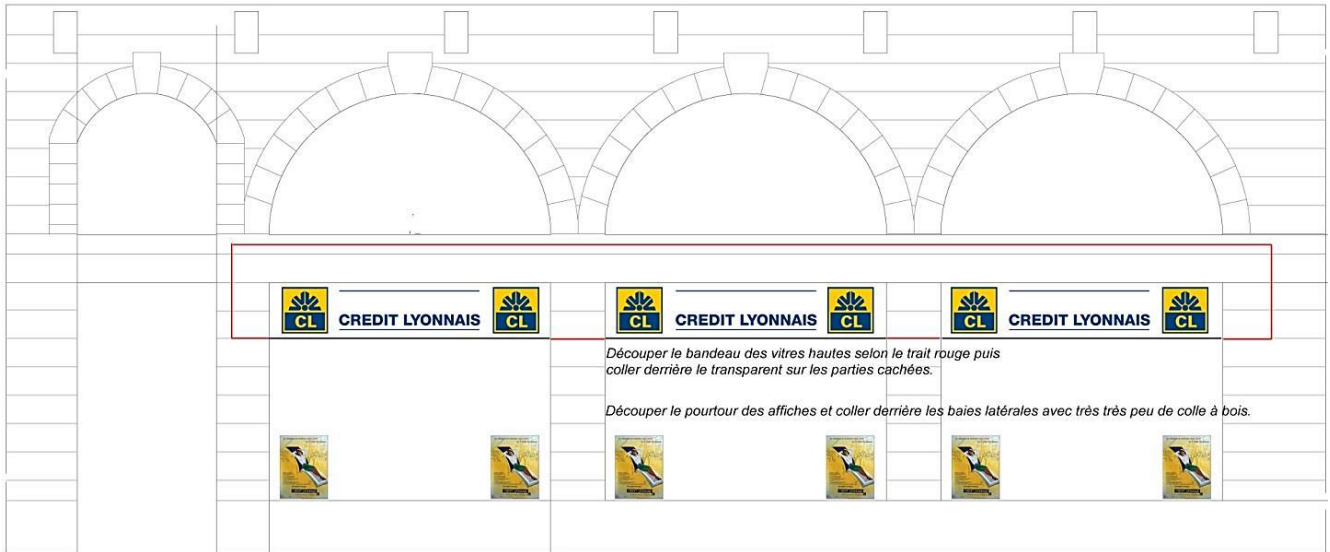 CL CREDIT LYONNAIS CL CL CREDIT LYONNAIS CL CL CREDIT LYONNAIS CL
Découper le bandeau des vitres hautes selon le trait rouge puis
coller derrière le transparent sur les parties cachées.
Découper le pourtour des affiches et coller derrière les baies latérales avec très très peu de colle à bois.